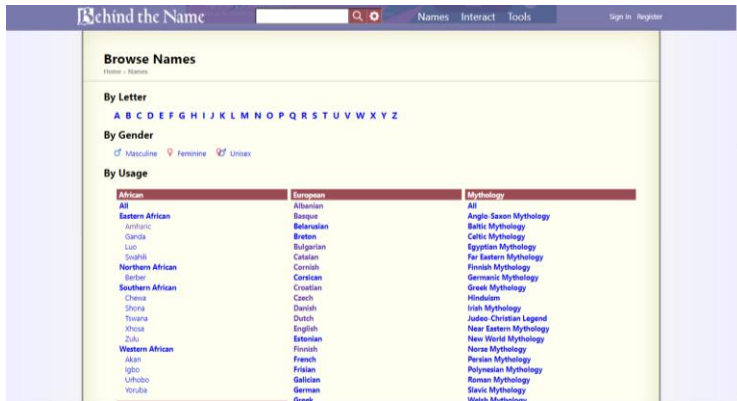 Behind the Name
Names Interact Tools
Sign In Register
Browse Names
Home » Names
By Letter
A B C D E F G H I J K L M N O P Q R S T U V W X Y Z
By Gender
♂ Masculine ♀ Feminine ⚥ Unisex
By Usage
African
All
Eastern African
Amharic
Ganda
Luo
Swahili
Northern African
Berber
Southern African
Chewa
Shona
Tswana
Xhosa
Zulu
Western African
Akan
Igbo
Urhobo
Yoruba
European
Albanian
Basque
Belarusian
Breton
Bulgarian
Catalan
Cornish
Corsican
Croatian
Czech
Danish
Dutch
English
Estonian
Finnish
French
Frisian
Galician
German
Greek
Mythology
All
Anglo-Saxon Mythology
Baltic Mythology
Celtic Mythology
Egyptian Mythology
Far Eastern Mythology
Finnish Mythology
Germanic Mythology
Greek Mythology
Hinduism
Irish Mythology
Judeo-Christian Legend
Near Eastern Mythology
New World Mythology
Norse Mythology
Persian Mythology
Polynesian Mythology
Roman Mythology
Slavic Mythology
Welsh Mythology